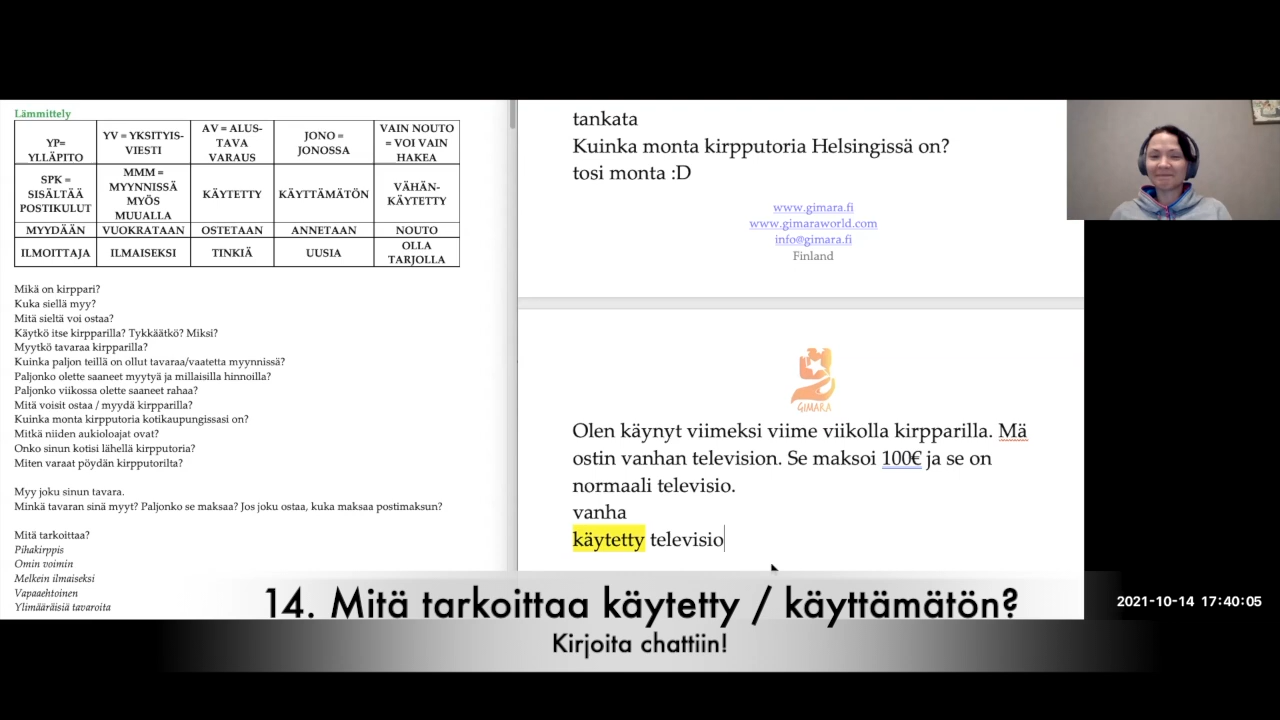 Lämmittely
YP=
YLLÄPITO
YV = YKSITYIS-
VIESTI
AV = ALUS-
TAVA
VARAUS
JONO =
JONOSSA
VAIN NOUTO
= VOI VAIN
HAKEA
SPK =
SISÄLTÄÄ
POSTIKULUT
MMM =
MYYNNISSÄ
MYÖS
MUUALLA
KÄYTETTY
KÄYTTÄMÄTÖN
VÄHÄN-
KÄYTETTY
MYYDÄÄN
VUOKRATAAN
OSTETAAN
ANNETAAN
NOUTO
ILMOITTAJA
ILMAISEKSI
TINKIÄ
UUSIA
OLLA
TARJOLLA
Mikä on kirppari?
Kuka siellä myy?
Mitä sieltä voi ostaa?
Käytkö itse kirpparilla? Tykkäätkö? Miksi?
Myytkö tavaraa kirpparilla?
Kuinka paljon teillä on ollut tavaraa/vaatetta myynnissä?
Paljonko olette saaneet myytyä ja millaisilla hinnoilla?
Paljonko viikossa olette saaneet rahaa?
Mitä voisit ostaa / myydä kirpparilla?
Kuinka monta kirpputoria kotikaupungissasi on?
Mitkä niiden aukioloajat ovat?
Onko sinun kotisi lähellä kirpputoria?
Miten varaat pöydän kirpputorilta?
Myy joku sinun tavara.
Minkä tavaran sinä myyt? Paljonko se maksaa? Jos joku ostaa, kuka maksaa postimaksun?
Mitä tarkoittaa?
Pihakirppis
Omin voimin
Melkein ilmaiseksi
Vapaaehtoinen
Ylimääräisiä tavaroita
tankata
Kuinka monta kirpputoria Helsingissä on?
tosi monta :D
www.gimara.fi
www.gimaraworld.com
info@gimara.fi
Finland
GIMARA
Olen käynyt viimeksi viime viikolla kirpparilla. Mä
ostin vanhan television. Se maksoi 100€ ja se on
normaali televisio.
vanha
käytetty televisio
14. Mitä tarkoittaa käytetty / käyttämätön?
Kirjoita chattiin!
2021-10-14 17:40:05